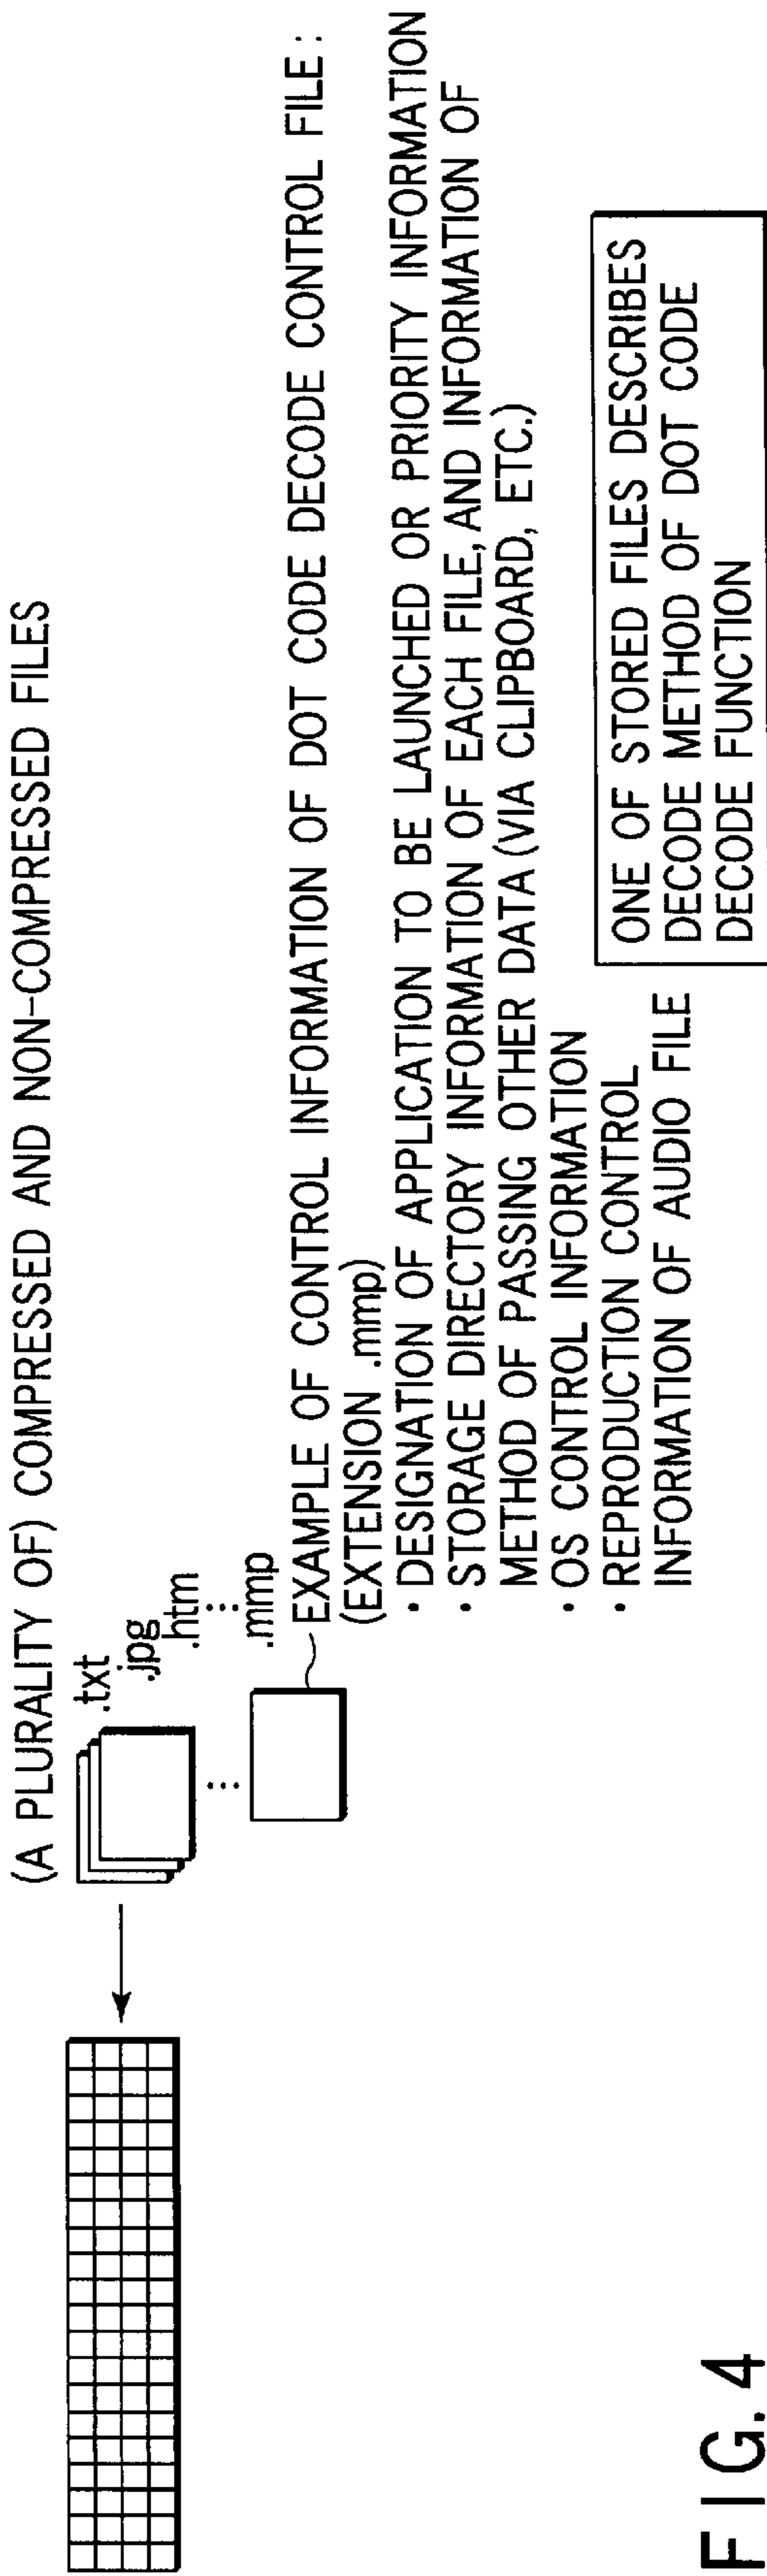 (A PLURALITY OF) COMPRESSED AND NON-COMPRESSED FILES
.txt
.jpg
.htm
.mmp
EXAMPLE OF CONTROL INFORMATION OF DOT CODE DECODE CONTROL FILE:
(EXTENSION .mmp)
• DESIGNATION OF APPLICATION TO BE LAUNCHED OR PRIORITY INFORMATION
• STORAGE DIRECTORY INFORMATION OF EACH FILE, AND INFORMATION OF
METHOD OF PASSING OTHER DATA (VIA CLIPBOARD, ETC.)
• OS CONTROL INFORMATION
• REPRODUCTION CONTROL
INFORMATION OF AUDIO FILE
ONE OF STORED FILES DESCRIBES
DECODE METHOD OF DOT CODE
DECODE FUNCTION
FIG. 4